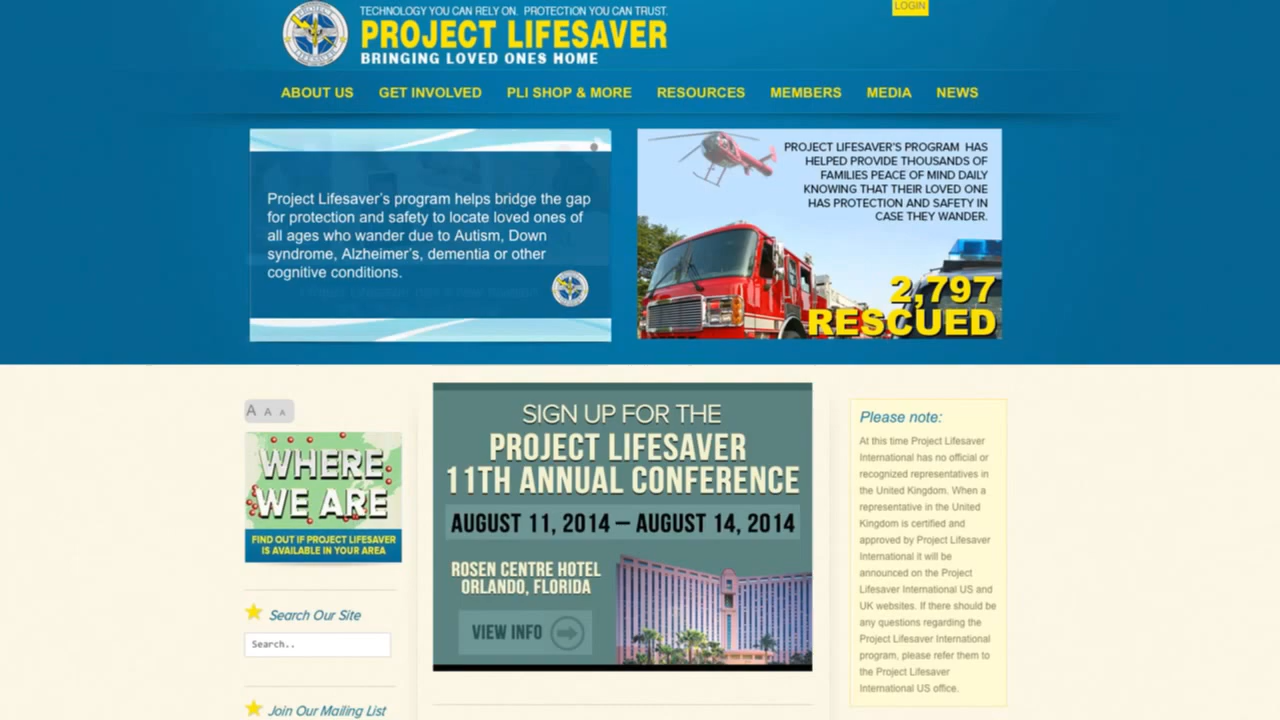 TECHNOLOGY YOU CAN RELY ON. PROTECTION YOU CAN TRUST.
PROJECT LIFESAVER
BRINGING LOVED ONES HOME
LOGIN
ABOUT US GET INVOLVED PLI SHOP & MORE RESOURCES MEMBERS MEDIA NEWS
Project Lifesaver's program helps bridge the gap
for protection and safety to locate loved ones of
all ages who wander due to Autism, Down
syndrome, Alzheimer's, dementia or other
cognitive conditions.
PROJECT LIFESAVER'S PROGRAM HAS
HELPED PROVIDE THOUSANDS OF
FAMILIES PEACE OF MIND DAILY
KNOWING THAT THEIR LOVED ONE
HAS PROTECTION AND SAFETY IN
CASE THEY WANDER.
2,797
RESCUED
A A A
WHERE
WE ARE
FIND OUT IF PROJECT LIFESAVER
IS AVAILABLE IN YOUR AREA
Search Our Site
Search..
Join Our Mailing List
SIGN UP FOR THE
PROJECT LIFESAVER
11TH ANNUAL CONFERENCE
AUGUST 11, 2014 – AUGUST 14, 2014
ROSEN CENTRE HOTEL
ORLANDO, FLORIDA
VIEW INFO
Please note:
At this time Project Lifesaver
International has no official or
recognized representatives in
the United Kingdom. When a
representative in the United
Kingdom is certified and
approved by Project Lifesaver
International it will be
announced on the Project
Lifesaver International US and
UK websites. If there should be
any questions regarding the
Project Lifesaver International
program, please refer them to
the Project Lifesaver
International US office.